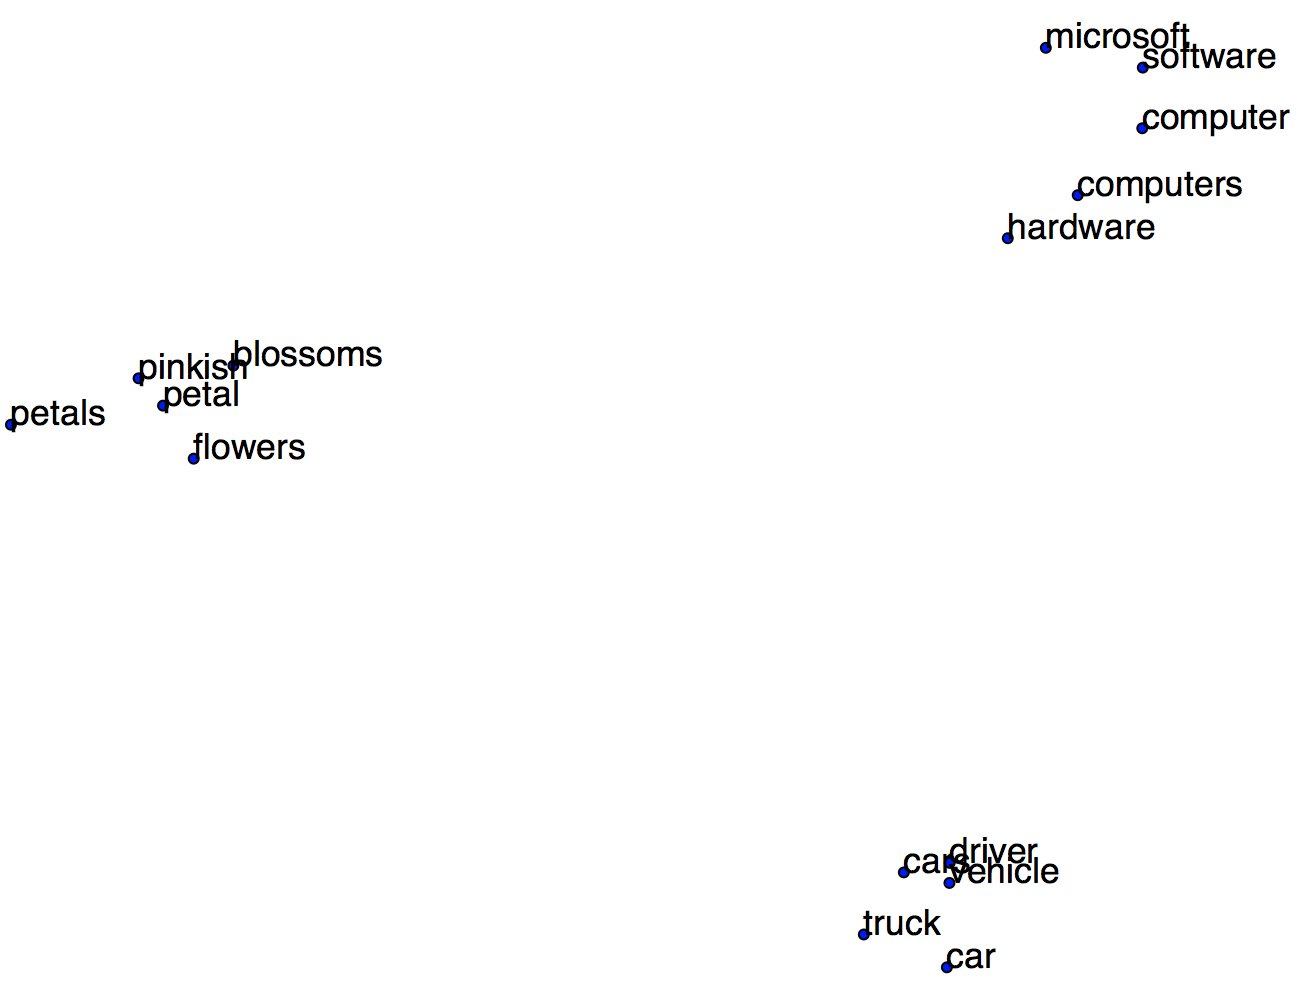 microsoft
software
computer
computers
hardware
blossoms
pinkish
petal
petals
flowers
driver
cars
vehicle
truck
car